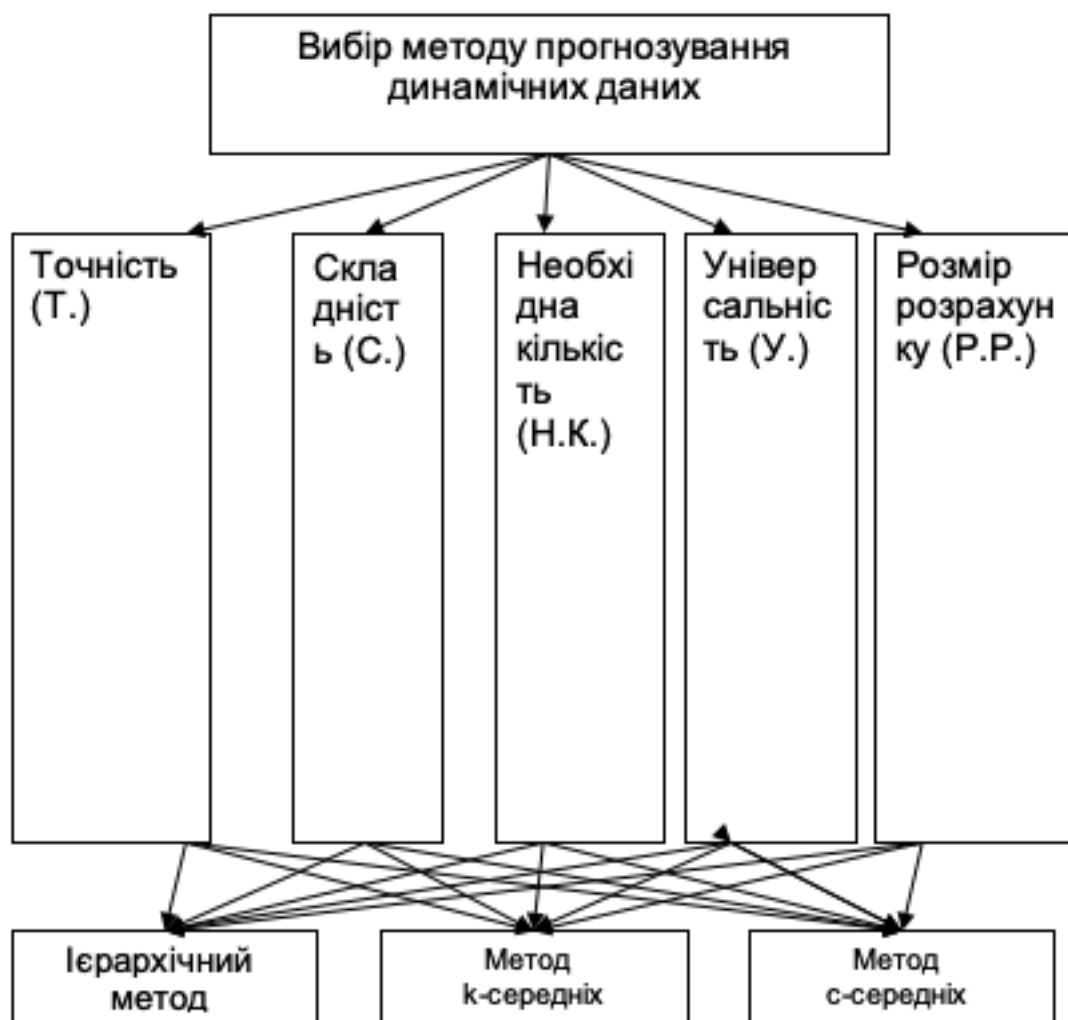 Вибір методу прогнозування
динамічних даних
Точність
(Т.)
Скла
дніст
ь (С.)
Необхі
дна
кількіс
ть
(Н.К.)
Універ
сальніс
ть (У.)
Розмір
розрахун
ку (Р.Р.)
Ієрархічний
метод
Метод
k-середніх
Метод
с-середніх